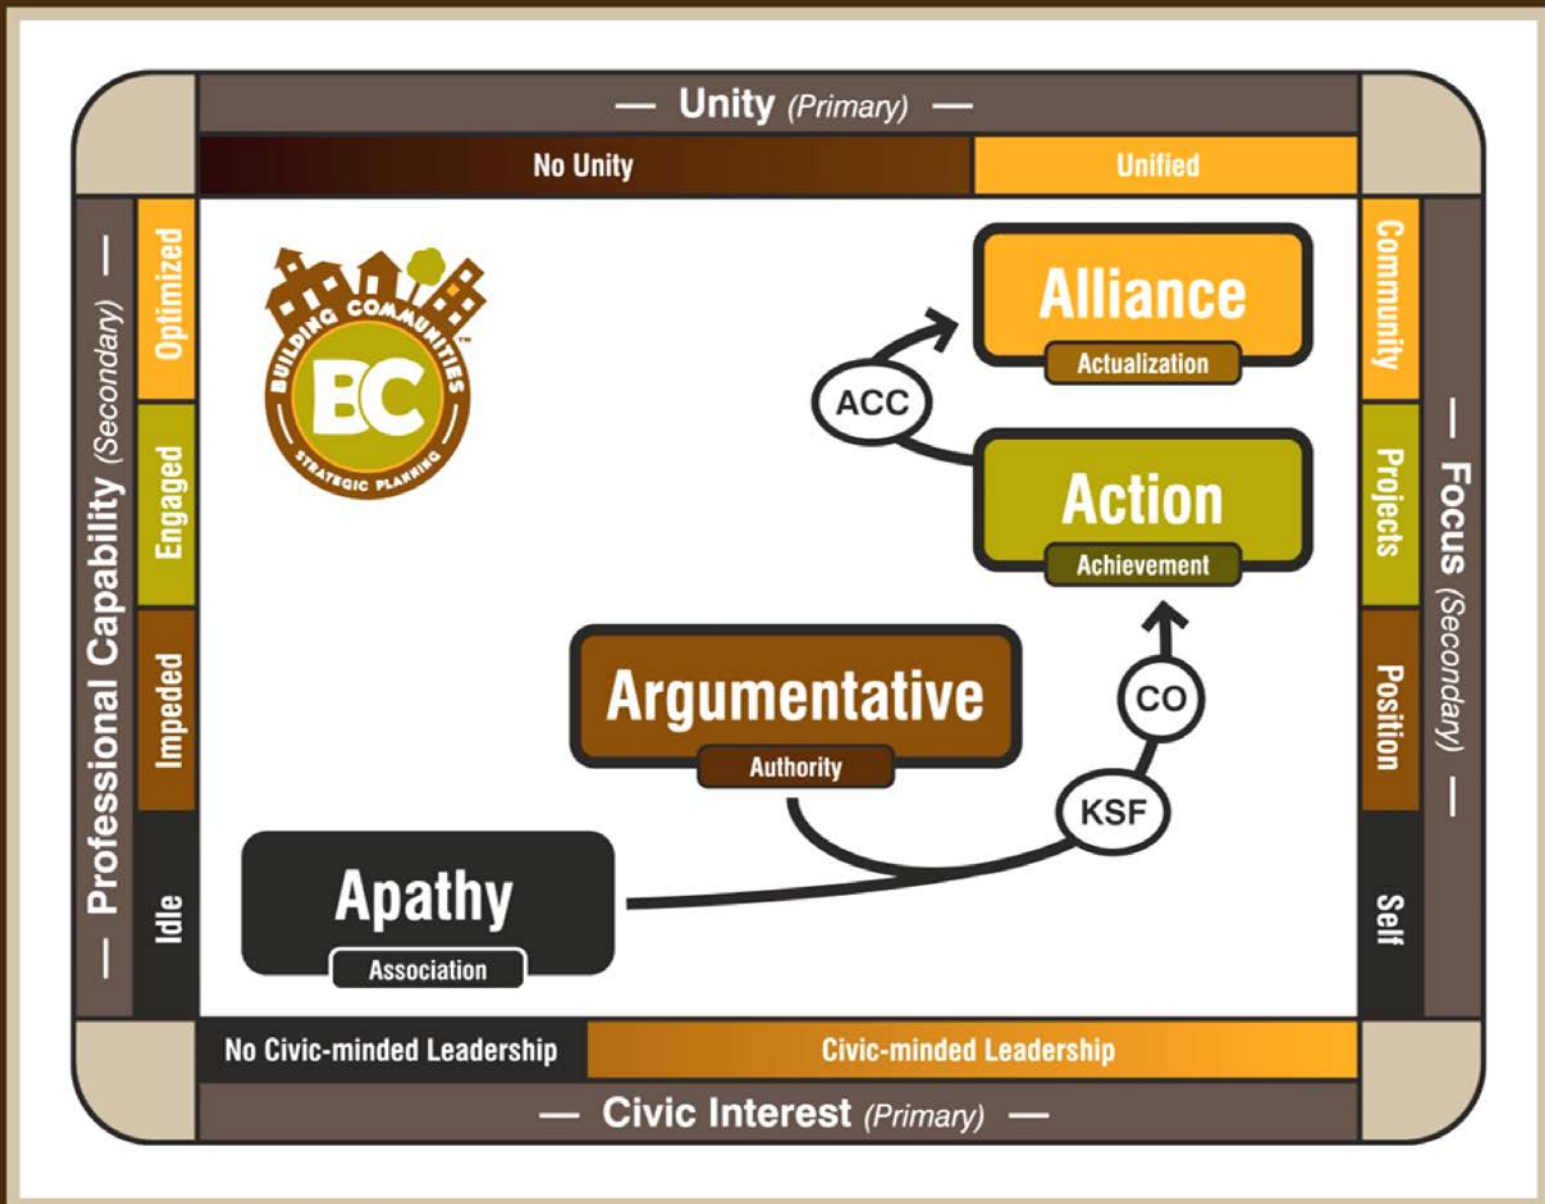 — Unity (Primary) —
No Unity
Unified
— Professional Capability (Secondary) —
Optimized
Engaged
Impeded
Idle
BUILDING COMMUNITIES™
BC
— STRATEGIC PLANNING —
Alliance
Actualization
ACC
Action
Achievement
Argumentative
Authority
CO
KSF
Apathy
Association
Community
Projects
Position
Self
— Focus (Secondary) —
No Civic-minded Leadership
Civic-minded Leadership
— Civic Interest (Primary) —